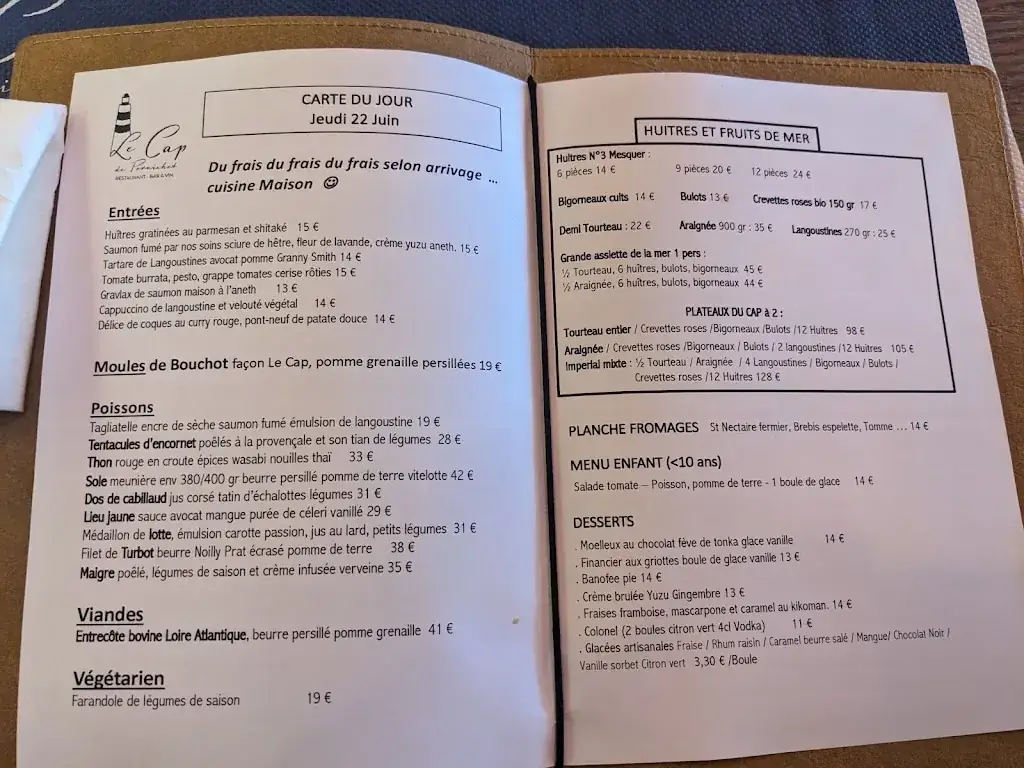 Le Cap
de Pornichet
RESTAURANT - BAR À VIN
CARTE DU JOUR
Jeudi 22 Juin
Du frais du frais du frais selon arrivage ...
cuisine Maison ☺
Entrées
Huîtres gratinées au parmesan et shitaké 15 €
Saumon fumé par nos soins sciure de hêtre, fleur de lavande, crème yuzu aneth. 15 €
Tartare de Langoustines avocat pomme Granny Smith 14 €
Tomate burrata, pesto, grappe tomates cerise rôties 15 €
Gravlax de saumon maison à l'aneth 13 €
Cappuccino de langoustine et velouté végétal 14 €
Délice de coques au curry rouge, pont-neuf de patate douce 14 €
Moules de Bouchot façon Le Cap, pomme grenaille persillées 19 €
Poissons
Tagliatelle encre de sèche saumon fumé émulsion de langoustine 19 €
Tentacules d'encornet poêlés à la provençale et son tian de légumes 28 €
Thon rouge en croute épices wasabi nouilles thaï 33 €
Sole meunière env 380/400 gr beurre persillé pomme de terre vitelotte 42 €
Dos de cabillaud jus corsé tatin d'échalottes légumes 31 €
Lieu jaune sauce avocat mangue purée de céleri vanillé 29 €
Médaillon de lotte, émulsion carotte passion, jus au lard, petits légumes 31 €
Filet de Turbot beurre Noilly Prat écrasé pomme de terre 38 €
Maigre poêlé, légumes de saison et crème infusée verveine 35 €
Viandes
Entrecôte bovine Loire Atlantique, beurre persillé pomme grenaille 41 €
Végétarien
Farandole de légumes de saison 19 €
HUITRES ET FRUITS DE MER
Huîtres N°3 Mesquer :
6 pièces 14 € 9 pièces 20 € 12 pièces 24 €
Bigorneaux cuits 14 € Bulots 13 € Crevettes roses bio 150 gr 17 €
Demi Tourteau : 22 € Araignée 900 gr : 35 € Langoustines 270 gr : 25 €
Grande assiette de la mer 1 pers :
½ Tourteau, 6 huîtres, bulots, bigorneaux 45 €
½ Araignée, 6 huîtres, bulots, bigorneaux 44 €
PLATEAUX DU CAP à 2 :
Tourteau entier / Crevettes roses /Bigorneaux /Bulots /12 Huitres 98 €
Araignée / Crevettes roses /Bigorneaux / Bulots / 2 langoustines /12 Huitres 105 €
Imperial mixte : ½ Tourteau / Araignée / 4 Langoustines / Bigorneaux / Bulots /
Crevettes roses /12 Huitres 128 €
PLANCHE FROMAGES St Nectaire fermier, Brebis espelette, Tomme ... 14 €
MENU ENFANT (<10 ans)
Salade tomate – Poisson, pomme de terre - 1 boule de glace 14 €
DESSERTS
. Moelleux au chocolat fève de tonka glace vanille 14 €
. Financier aux griottes boule de glace vanille 13 €
. Banofee pie 14 €
. Crème brulée Yuzu Gingembre 13 €
. Fraises framboise, mascarpone et caramel au kikoman. 14 €
. Colonel (2 boules citron vert 4cl Vodka) 11 €
. Glacées artisanales Fraise / Rhum raisin / Caramel beurre salé / Mangue/ Chocolat Noir /
Vanille sorbet Citron vert 3,30 € /Boule